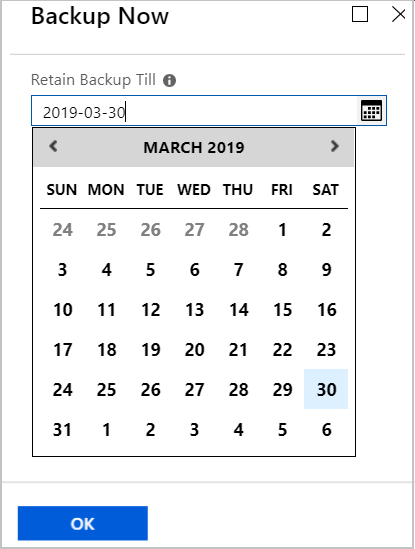 Backup Now
Retain Backup Till
2019-03-30
MARCH 2019
SUN MON TUE WED THU FRI SAT
24 25 26 27 28 1 2
3 4 5 6 7 8 9
10 11 12 13 14 15 16
17 18 19 20 21 22 23
24 25 26 27 28 29 30
31 1 2 3 4 5 6
OK